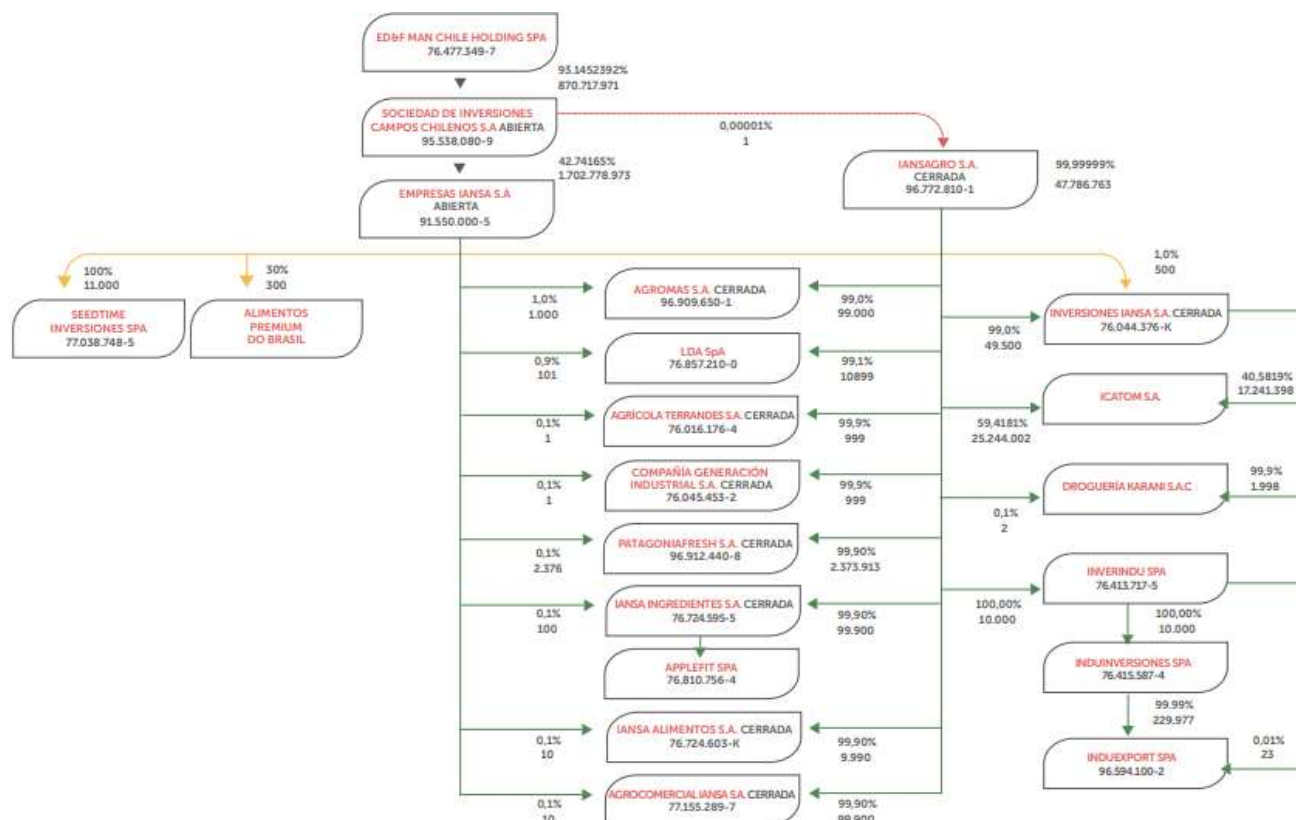 ED&F MAN CHILE HOLDING SPA
76.477.349-7
93.1452392%
870.717.971
SOCIEDAD DE INVERSIONES
CAMPOS CHILENOS S.A ABIERTA
95.538.080-9
0,00001%
1
42.74165%
1.702.778.973
IANSAGRO S.A.
CERRADA
96.772.810-1
99,99999%
47.786.763
EMPRESAS IANSA S.A
ABIERTA
91.550.000-5
100%
11.000
30%
300
1,0%
500
SEEDTIME
INVERSIONES SPA
77.038.748-5
ALIMENTOS
PREMIUM
DO BRASIL
1,0%
1.000
AGROMAS S.A. CERRADA
96.909.650-1
99,0%
99.000
99,0%
49.500
INVERSIONES IANSA S.A. CERRADA
76.044.376-K
0,9%
101
LDA SpA
76.857.210-0
99,1%
10899
59,4181%
25.244.002
ICATOM S.A.
40,5819%
17.241.398
0,1%
1
AGRÍCOLA TERRANDES S.A. CERRADA
76.016.176-4
99,9%
999
0,1%
1
COMPAÑÍA GENERACIÓN
INDUSTRIAL S.A. CERRADA
76.045.453-2
99,9%
999
0,1%
2
DROGUERÍA KARANI S.A.C
99,9%
1.998
0,1%
2.376
PATAGONIAFRESH S.A. CERRADA
96.912.440-8
99,90%
2.373.913
100,00%
10.000
INVERINDU SPA
76.413.717-5
0,1%
100
IANSA INGREDIENTES S.A. CERRADA
76.724.595-5
99,90%
99.900
100,00%
10.000
APPLEFIT SPA
76,810.756-4
INDUINVERSIONES SPA
76.415.587-4
0,1%
10
IANSA ALIMENTOS S.A. CERRADA
76.724.603-K
99,90%
9.990
99.99%
229.977
INDUEXPORT SPA
96.594.100-2
0,01%
23
0,1%
10
AGROCOMERCIAL IANSA S.A. CERRADA
77.155.289-7
99,90%
99.900